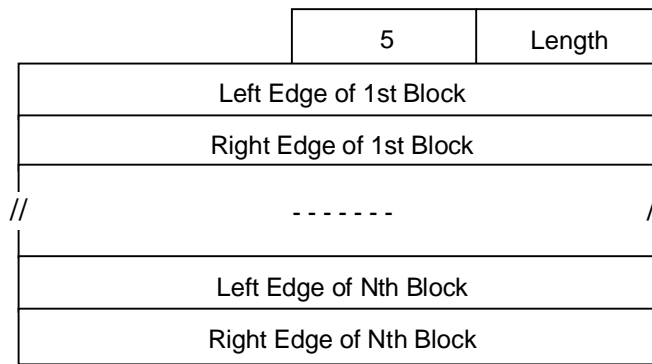 5 Length
Left Edge of 1st Block
Right Edge of 1st Block
// - - - - - - - /
Left Edge of Nth Block
Right Edge of Nth Block